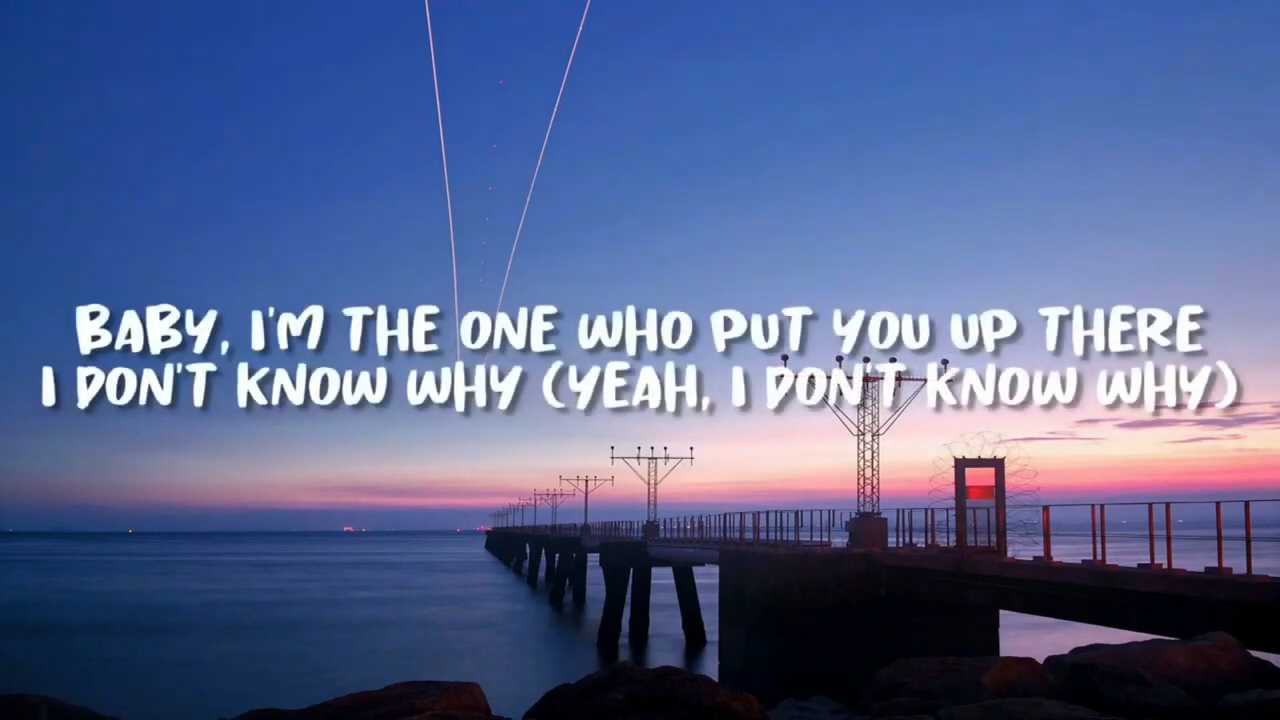 BABY, I'M THE ONE WHO PUT YOU UP THERE
I DON'T KNOW WHY (YEAH, I DON'T KNOW WHY)